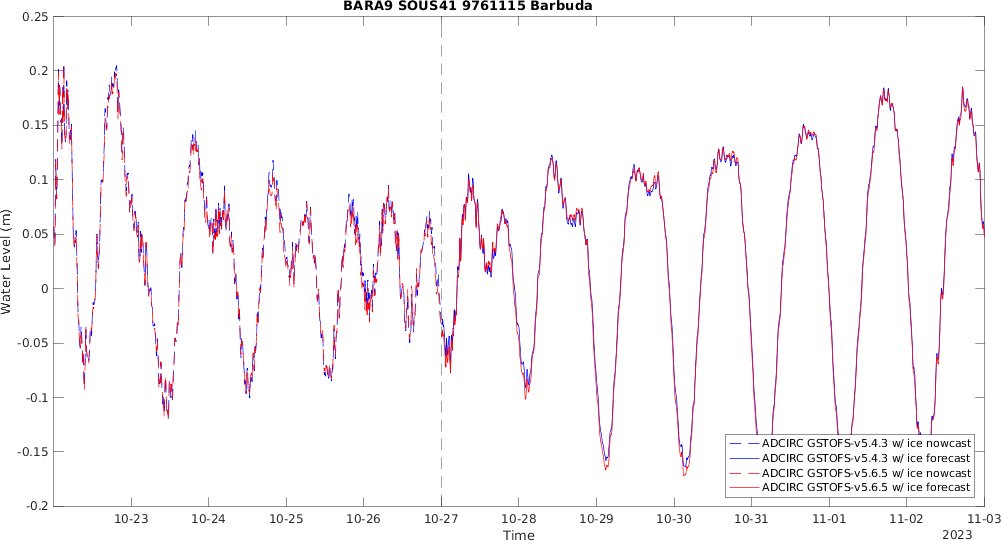 BARA9 SOUS41 9761115 Barbuda
0.25
0.2
0.15
0.1
0.05
0
-0.05
-0.1
-0.15
-0.2
Water Level (m)
ADCIRC GSTOFS-v5.4.3 w/ ice nowcast
ADCIRC GSTOFS-v5.4.3 w/ ice forecast
ADCIRC GSTOFS-v5.6.5 w/ ice nowcast
ADCIRC GSTOFS-v5.6.5 w/ ice forecast
10-23 10-24 10-25 10-26 10-27 10-28 10-29 10-30 10-31 11-01 11-02 11-03
Time
2023